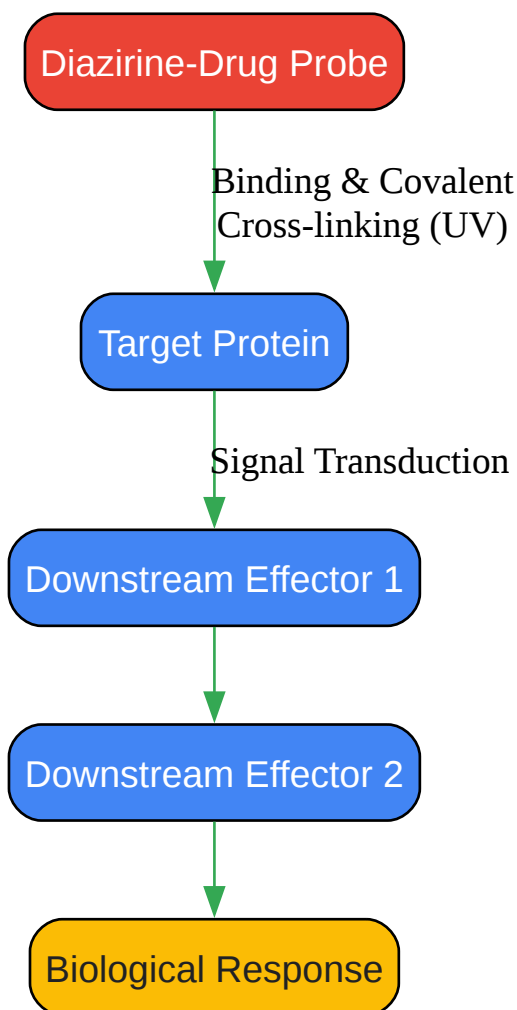 Diazirine-Drug Probe
Binding & Covalent
Cross-linking (UV)
Target Protein
Signal Transduction
Downstream Effector 1
Downstream Effector 2
Biological Response